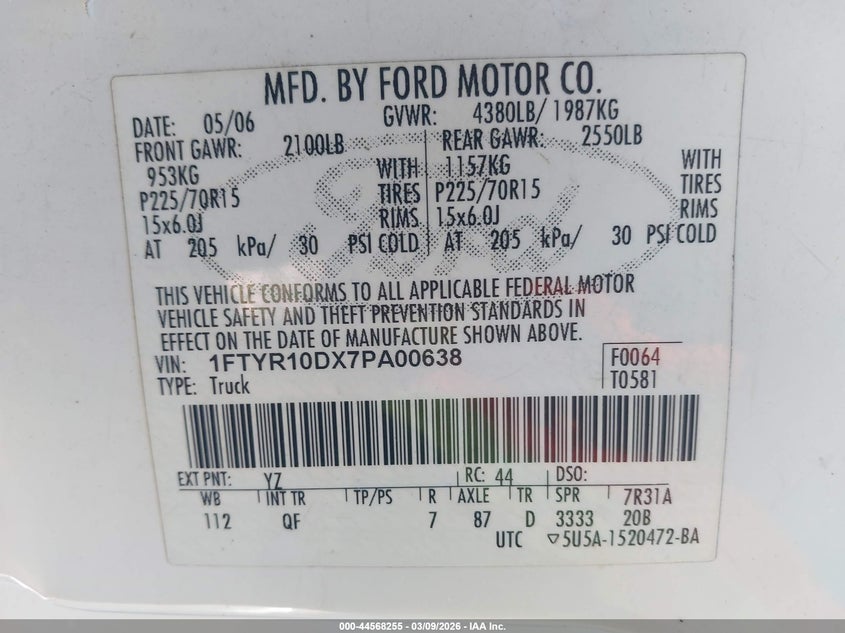 MFD. BY FORD MOTOR CO.
DATE: 05/06 GVWR: 4380LB/ 1987KG
FRONT GAWR: 2100LB REAR GAWR: 2550LB
953KG WITH 1157KG WITH
P225/70R15 TIRES P225/70R15 TIRES
15x6.0J RIMS 15x6.0J RIMS
AT 205 kPa/ 30 PSI COLD AT 205 kPa/ 30 PSI COLD
Ford
THIS VEHICLE CONFORMS TO ALL APPLICABLE FEDERAL MOTOR
VEHICLE SAFETY AND THEFT PREVENTION STANDARDS IN
EFFECT ON THE DATE OF MANUFACTURE SHOWN ABOVE.
VIN: 1FTYR10DX7PA00638 F0064
TYPE: Truck T0581
EXT PNT: YZ RC: 44 DSO:
WB INT TR TP/PS R AXLE TR SPR 7R31A
112 QF 7 87 D 3333 20B
UTC ▽5U5A-1520472-BA
000-44568255 | 03/09/2026 | IAA Inc.